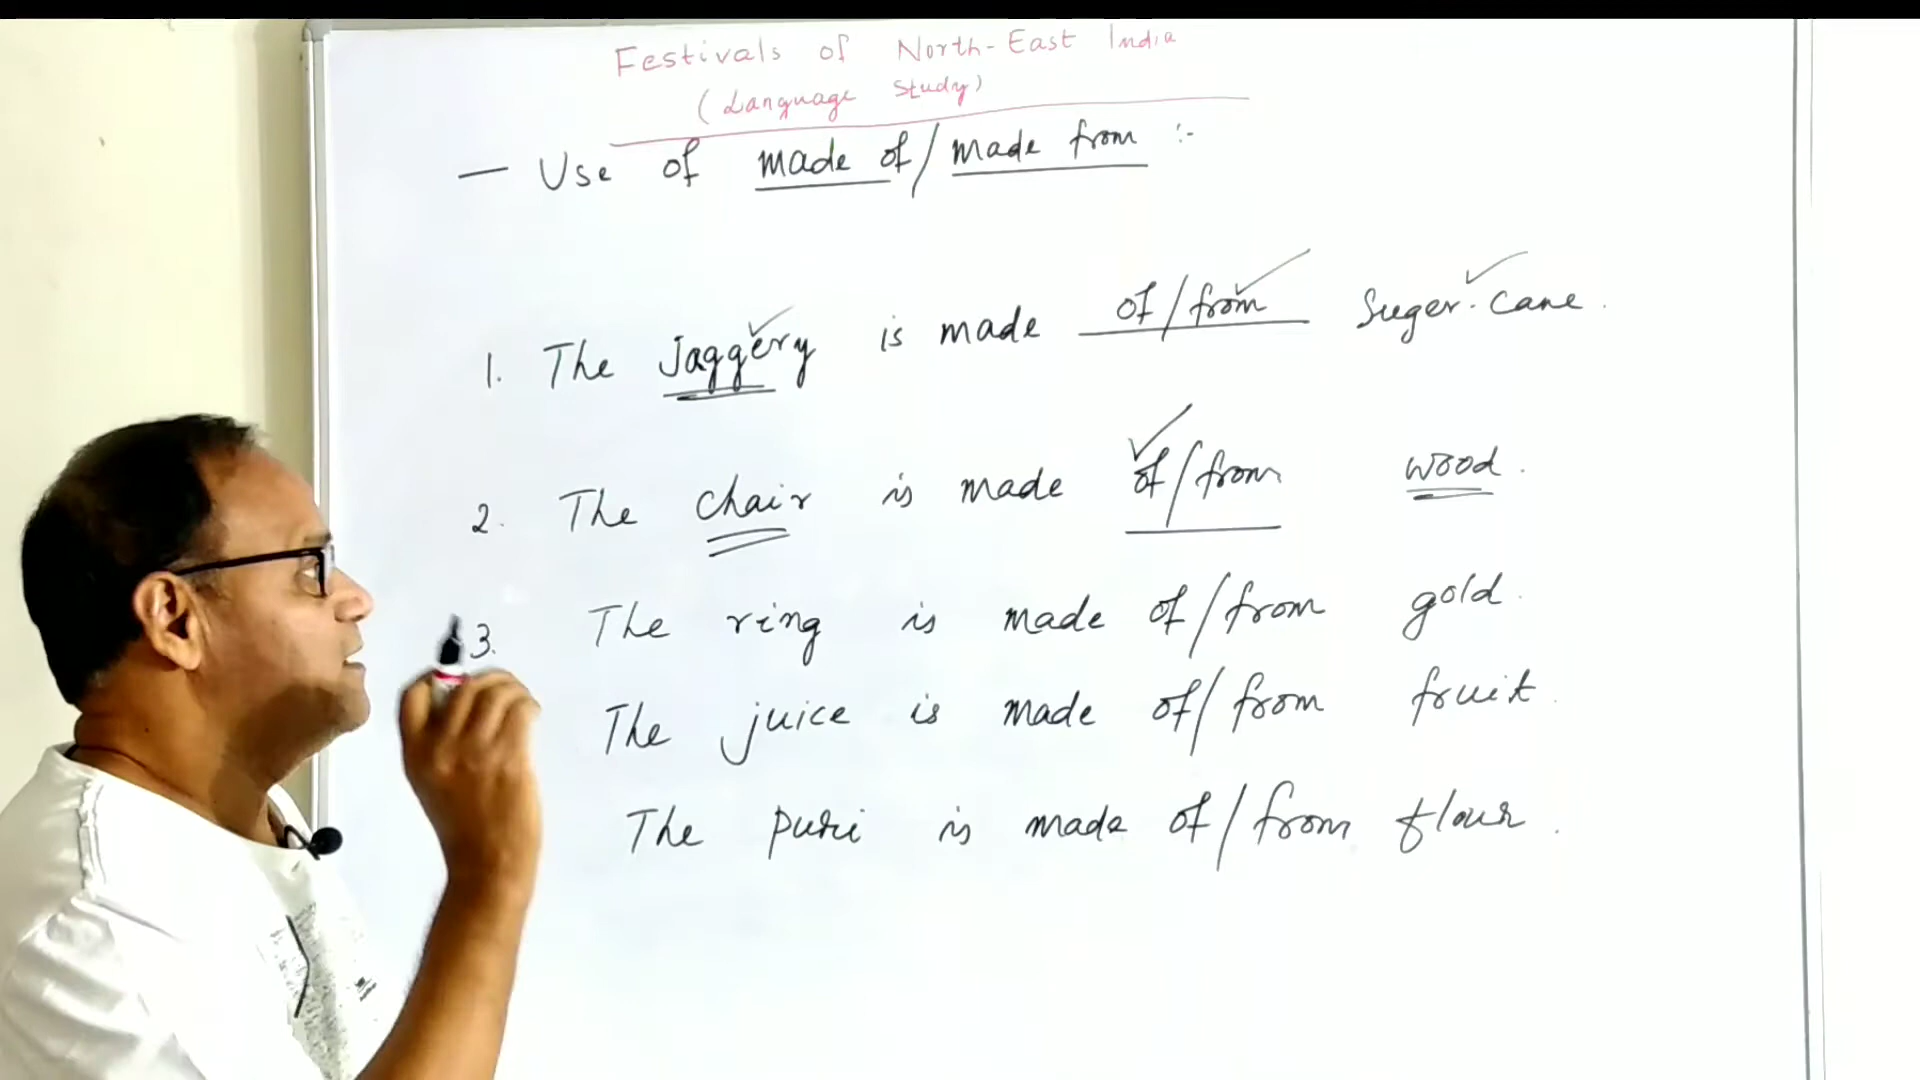 Festivals of North-East India
(Language Study)
— Use of made of/made from :-
1. The Jaggery is made of/from Suger-Cane.
2. The Chair is made of/from wood.
3. The ring is made of/from gold.
The juice is made of/from fruit.
The puri is made of/from flour.